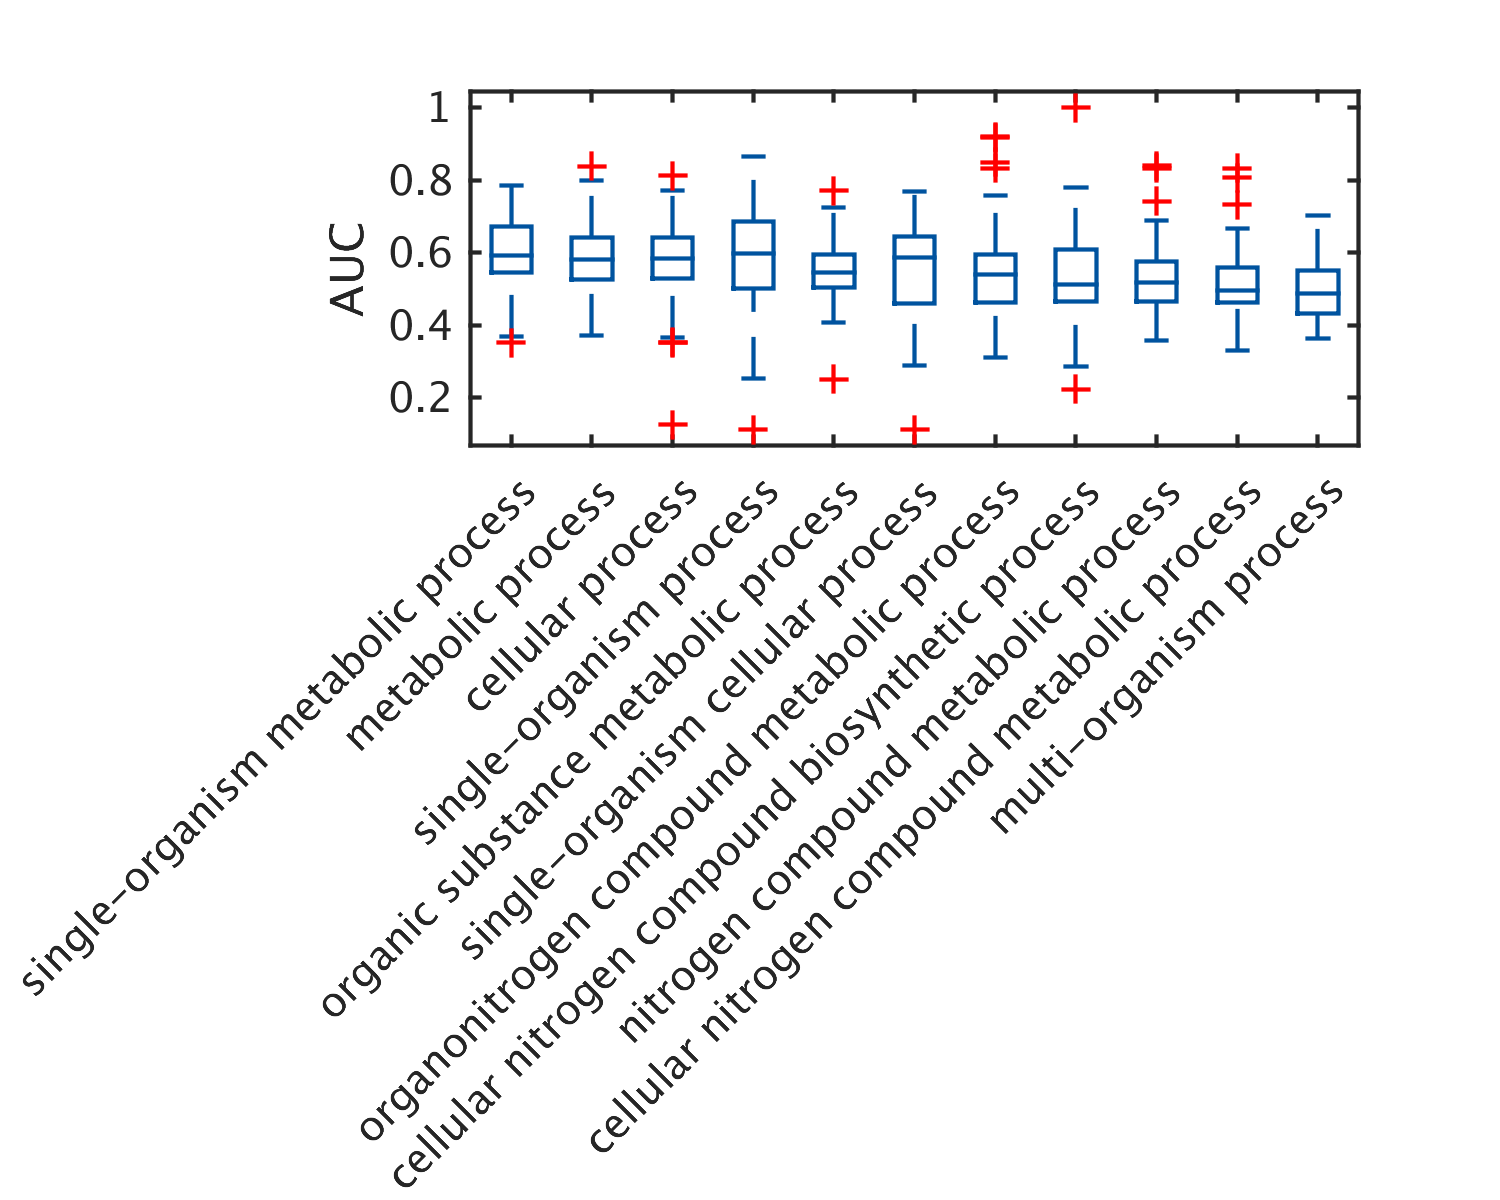 1
0.8
0.6
0.4
0.2
AUC
single-organism metabolic process
metabolic process
cellular process
single-organism process
organic substance metabolic process
single-organism cellular process
organonitrogen compound metabolic process
cellular nitrogen compound biosynthetic process
nitrogen compound metabolic process
cellular nitrogen compound metabolic process
multi-organism process